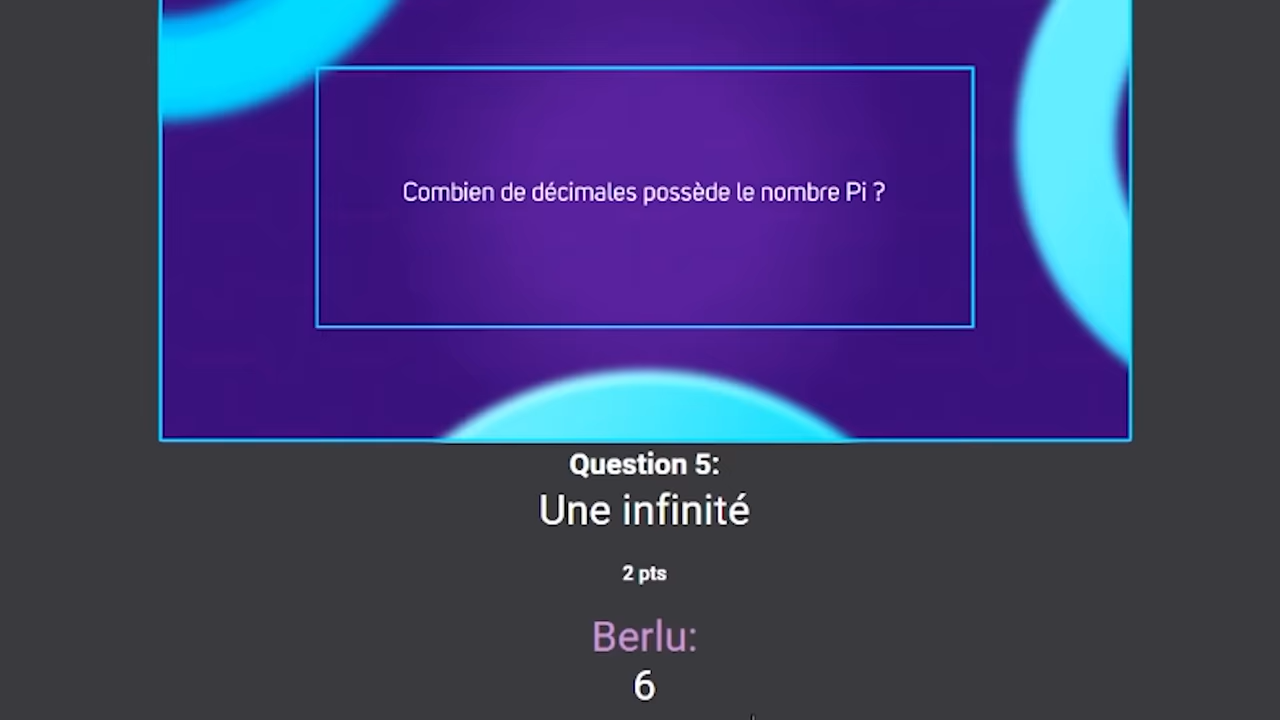 Combien de décimales possède le nombre Pi ?
Question 5:
Une infinité
2 pts
Berlu:
6